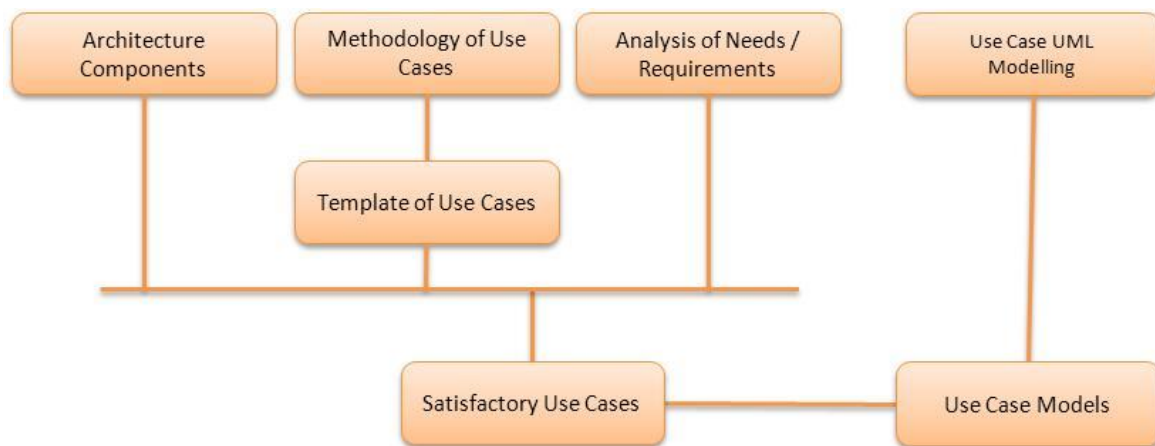 Architecture
Components
Methodology of Use
Cases
Analysis of Needs /
Requirements
Use Case UML
Modelling
Template of Use Cases
Satisfactory Use Cases
Use Case Models